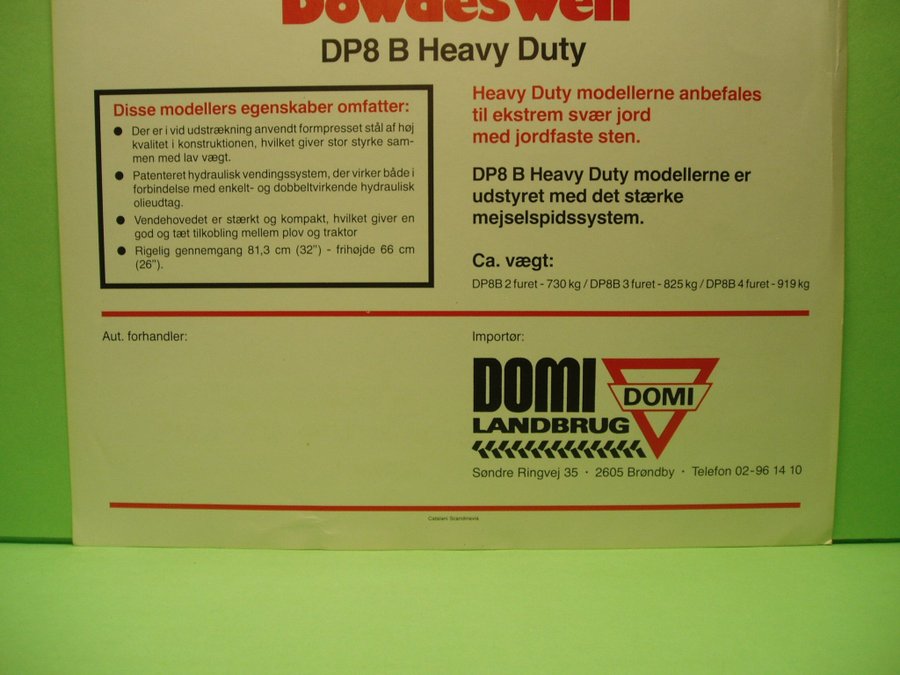 Dowdeswell
DP8 B Heavy Duty
Disse modellers egenskaber omfatter:
● Der er i vid udstrækning anvendt formpresset stål af høj
kvalitet i konstruktionen, hvilket giver stor styrke sam-
men med lav vægt.
● Patenteret hydraulisk vendingssystem, der virker både i
forbindelse med enkelt- og dobbeltvirkende hydraulisk
olieudtag.
● Vendehovedet er stærkt og kompakt, hvilket giver en
god og tæt tilkobling mellem plov og traktor
● Rigelig gennemgang 81,3 cm (32") - frihøjde 66 cm
(26").
Heavy Duty modellerne anbefales
til ekstrem svær jord
med jordfaste sten.
DP8 B Heavy Duty modellerne er
udstyret med det stærke
mejselspidssystem.
Ca. vægt:
DP8B 2 furet - 730 kg / DP8B 3 furet - 825 kg / DP8B 4 furet - 919 kg
Aut. forhandler:
Importør:
DOMI
DOMI
LANDBRUG
Søndre Ringvej 35 · 2605 Brøndby · Telefon 02-96 14 10